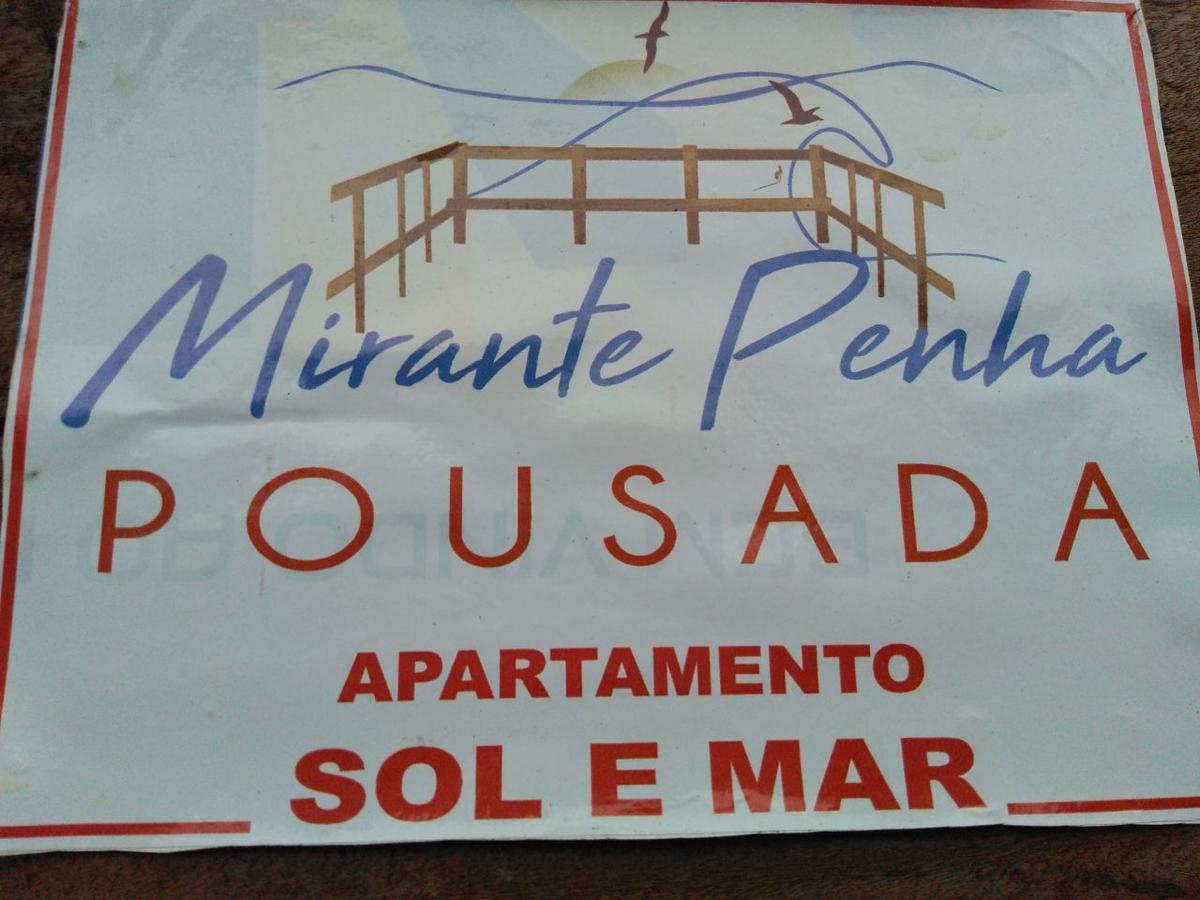 Mirante Penha
POUSADA
APARTAMENTO
SOL E MAR